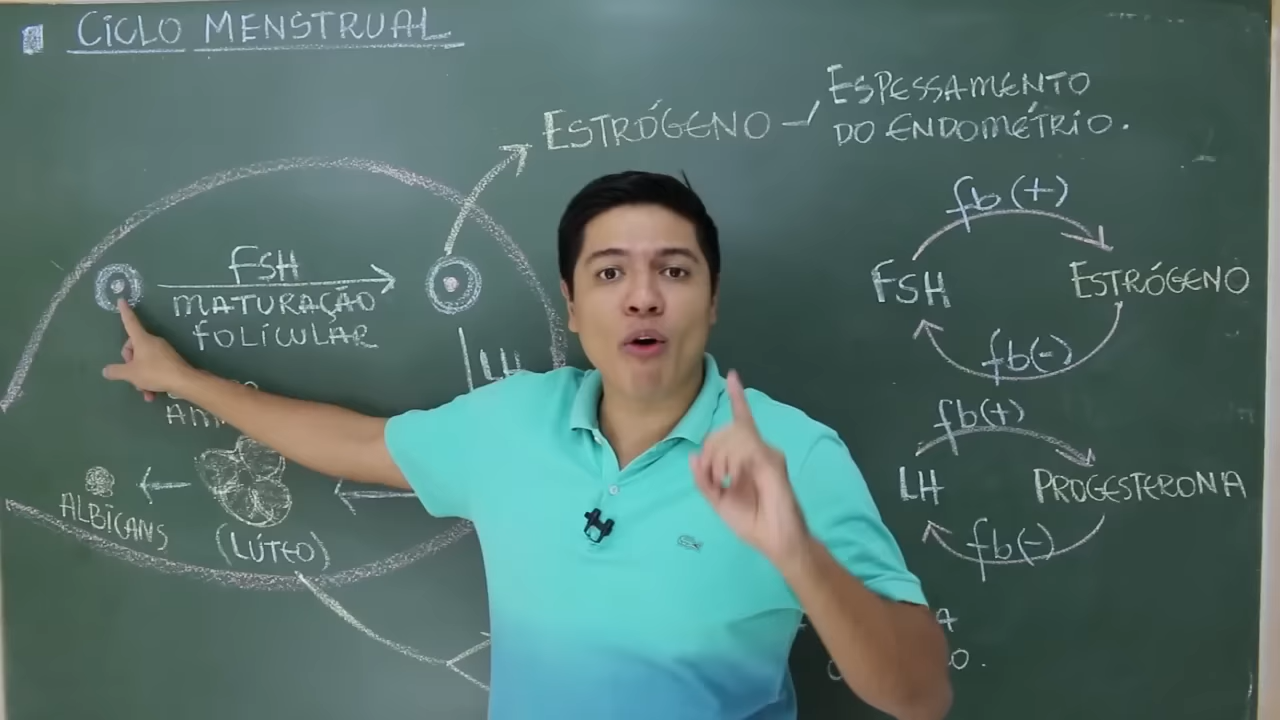 CICLO MENSTRUAL
ESTRÓGENO
ESPESSAMENTO
DO ENDOMÉTRIO.
FSH
MATURAÇÃO
FOLICULAR
LH
ALBICANS
(LÚTEO)
fb (+)
FSH
ESTRÓGENO
fb(-)
fb(+)
LH
PROGESTERONA
fb(-)